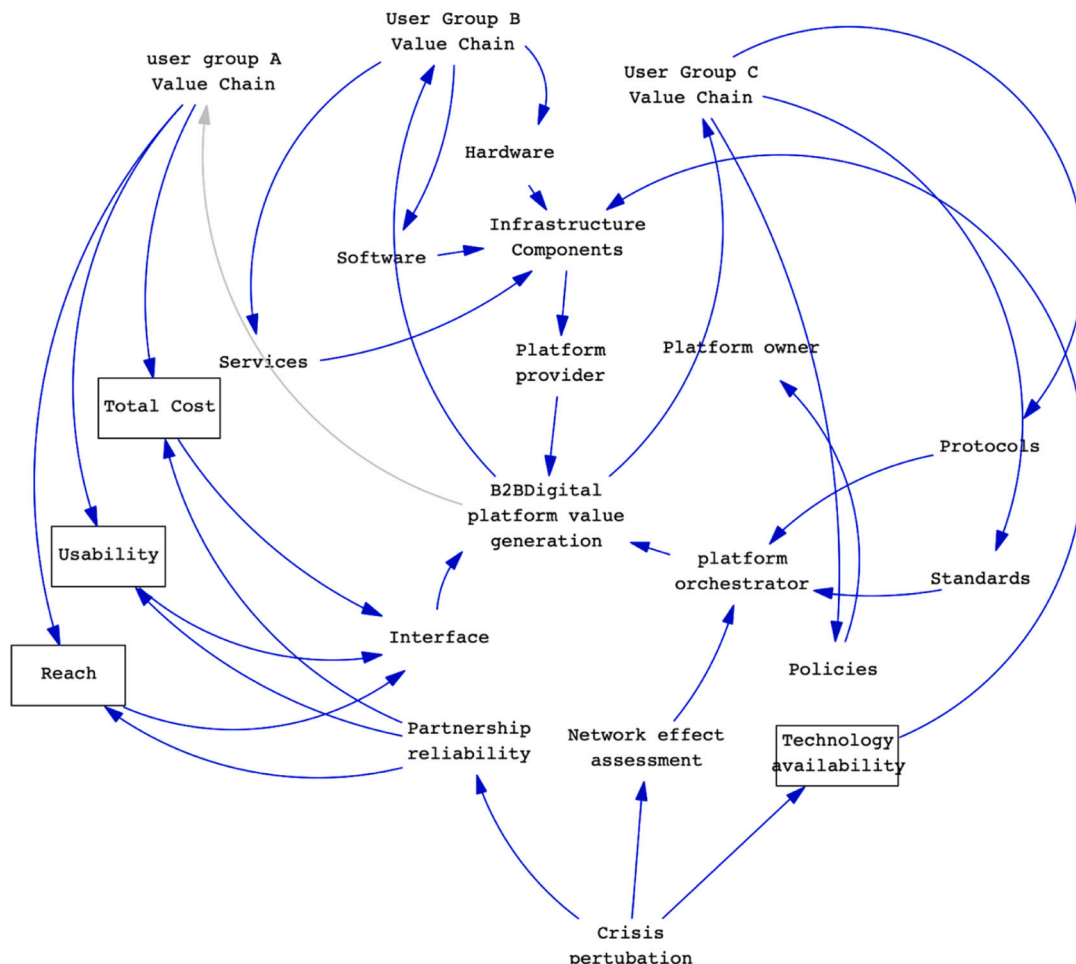 User Group B
Value Chain
user group A
Value Chain
User Group C
Value Chain
Hardware
Infrastructure
Components
Software
Services
Platform
provider
Platform owner
Total Cost
Protocols
B2BDigital
platform value
generation
Usability
platform
orchestrator
Standards
Interface
Reach
Policies
Partnership
reliability
Network effect
assessment
Technology
availability
Crisis
pertubation